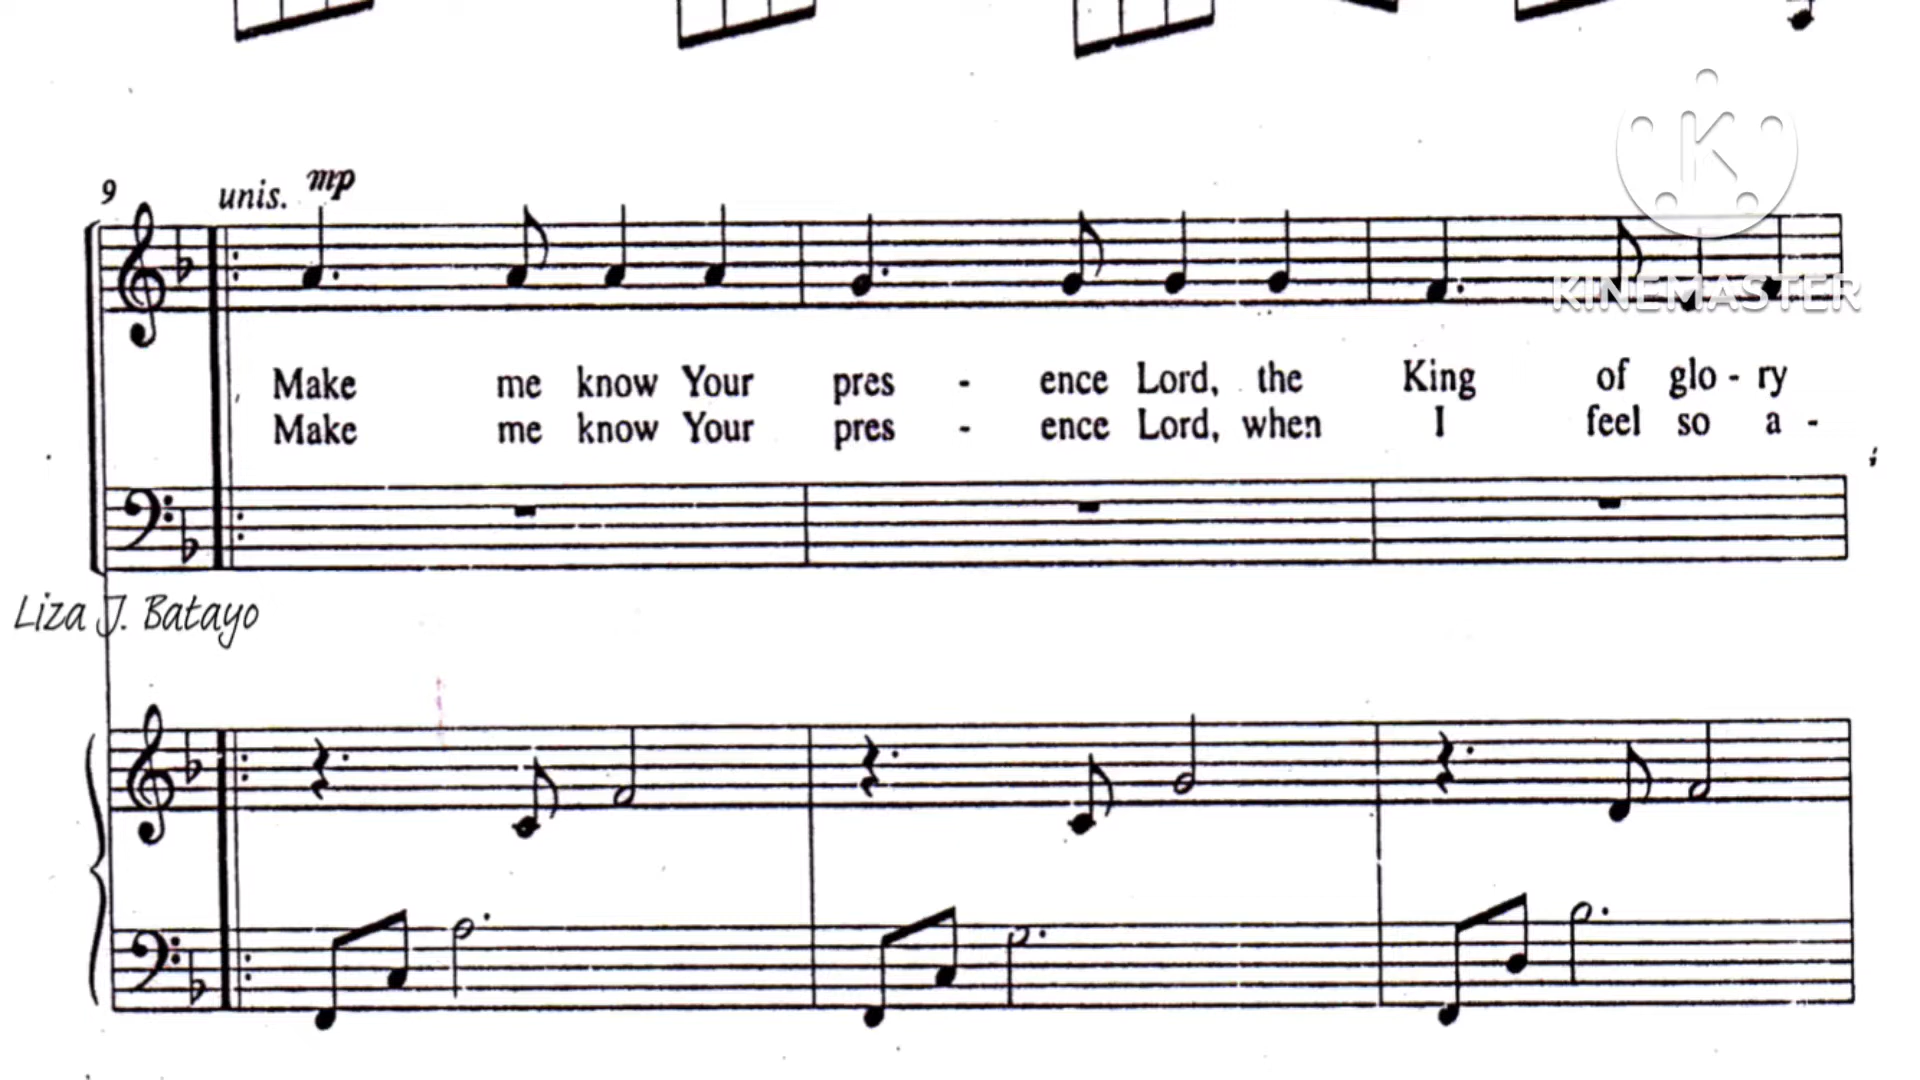 K
9 unis. mp
KINEMASTER
Make me know Your pres - ence Lord, the King of glo - ry
Make me know Your pres - ence Lord, when I feel so a -
Liza J. Batayo